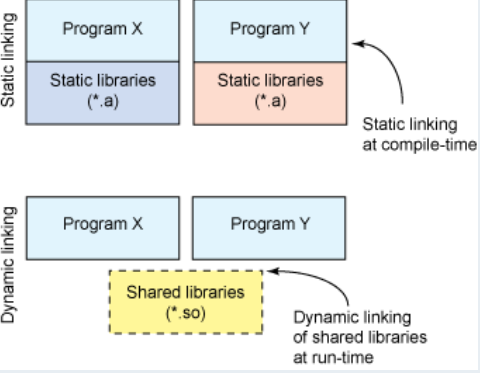 Static linking
Program X
Program Y
Static libraries
(*.a)
Static libraries
(*.a)
Static linking
at compile-time
Dynamic linking
Program X
Program Y
Shared libraries
(*.so)
Dynamic linking
of shared libraries
at run-time